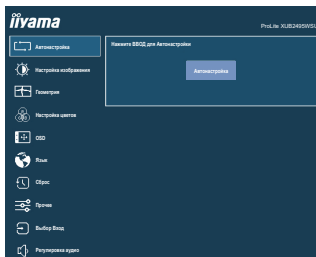 iiyama
ProLite XUB2495WSU
Автонастройка
Нажмите ВВОД для Автонастройки
Автонастройка
Настройка изображения
Геометрия
Настройка цветов
OSD
Язык
Сброс
Прочее
Выбор Вход
Регулировка аудио